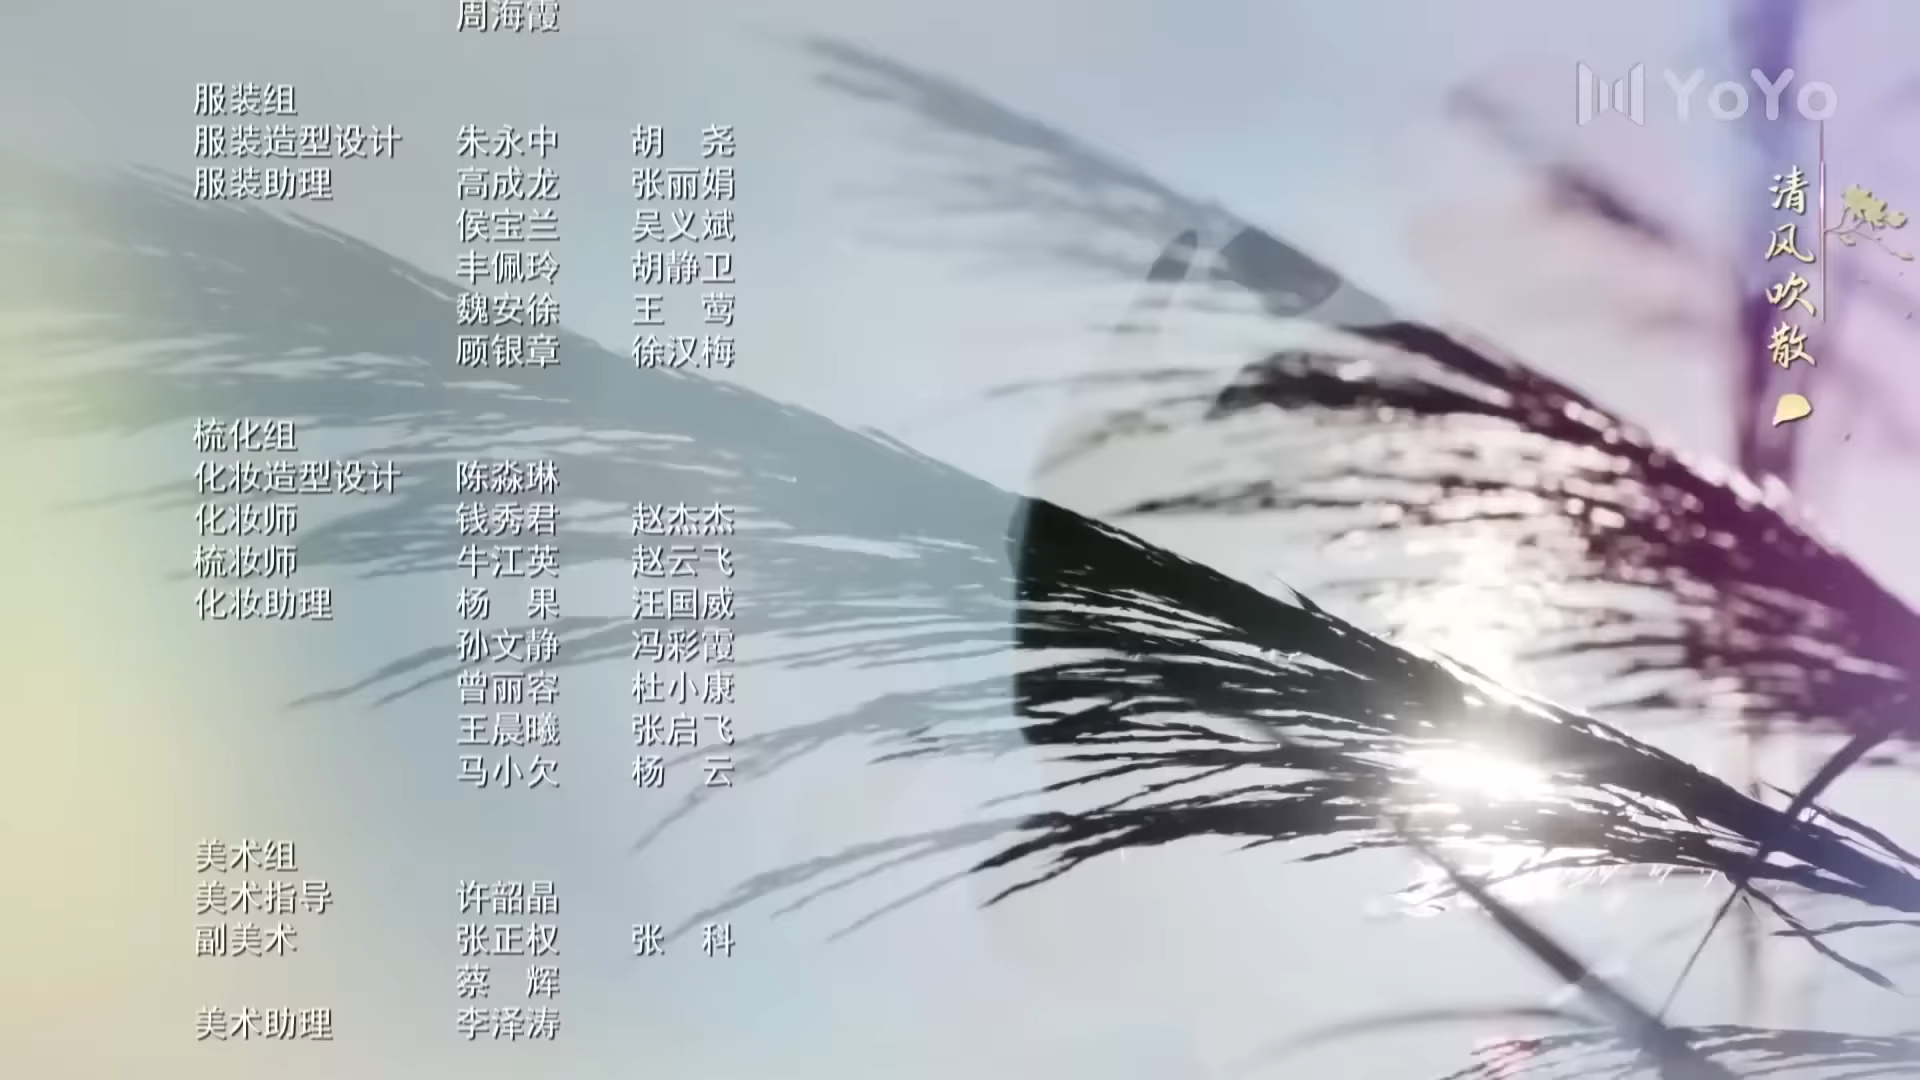 周海霞
服装组
服装造型设计 朱永中 胡 尧
服装助理 高成龙 张丽娟
侯宝兰 吴义斌
丰佩玲 胡静卫
魏安徐 王 莺
顾银章 徐汉梅
梳化组
化妆造型设计 陈淼琳
化妆师 钱秀君 赵杰杰
梳妆师 牛江英 赵云飞
化妆助理 杨 果 汪国威
孙文静 冯彩霞
曾丽容 杜小康
王晨曦 张启飞
马小欠 杨 云
美术组
美术指导 许韶晶
副美术 张正权 张 科
蔡 辉
美术助理 李泽涛
YoYo
清风吹散